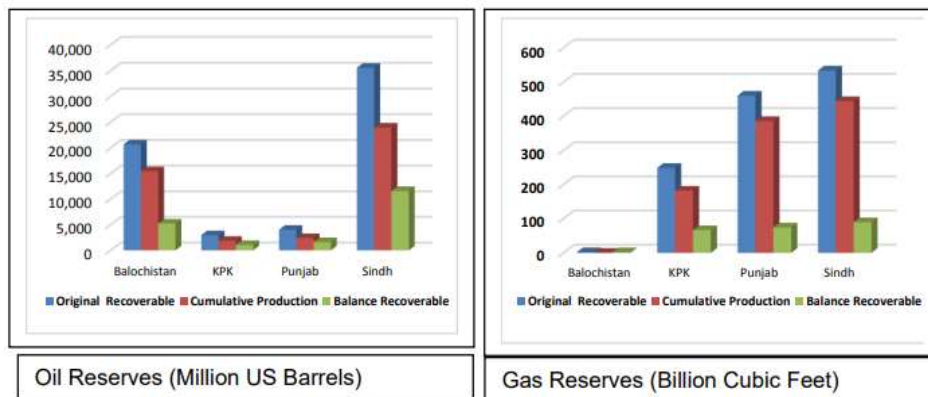 40,000
35,000
30,000
25,000
20,000
15,000
10,000
5,000
0
Balochistan KPK Punjab Sindh
Original Recoverable Cumulative Production Balance Recoverable
Oil Reserves (Million US Barrels)
600
500
400
300
200
100
0
Balochistan KPK Punjab Sindh
Original Recoverable Cumulative Production Balance Recoverable
Gas Reserves (Billion Cubic Feet)